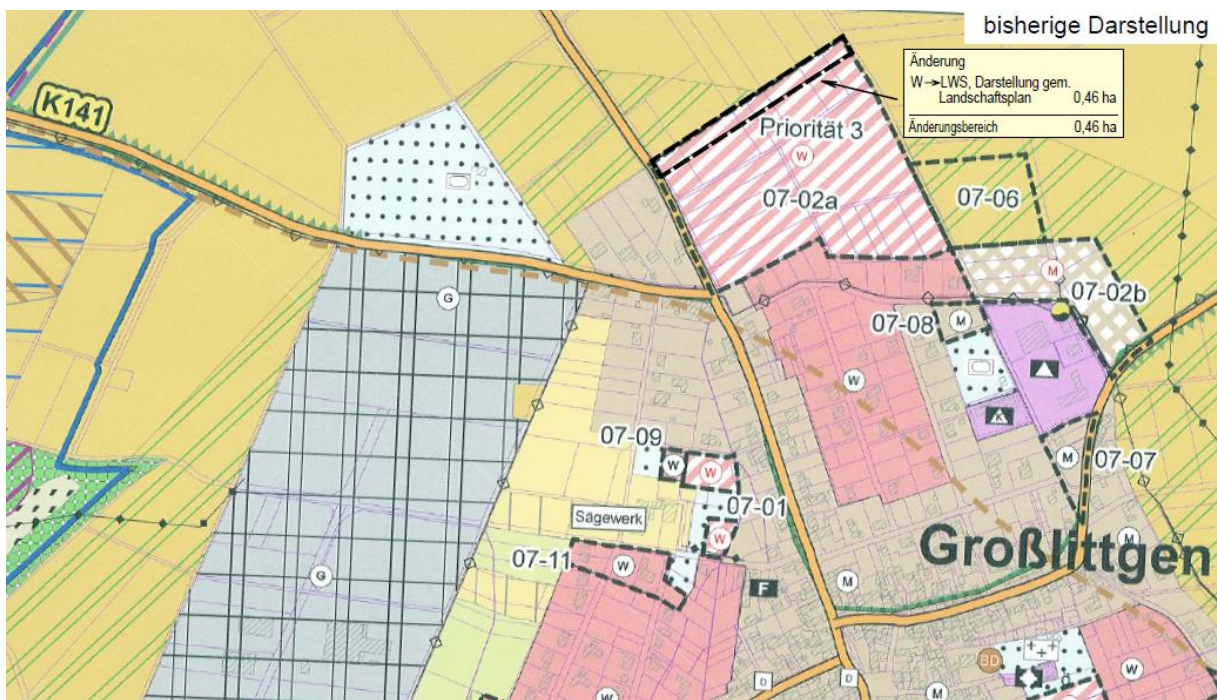 bisherige Darstellung
Änderung
W→LWS, Darstellung gem.
Landschaftsplan 0,46 ha
Änderungsbereich 0,46 ha
K141
Priorität 3
W
07-02a
07-06
M
07-02b
G
07-08
M
W
K
07-09
W
W
M
07-07
07-01
Sägewerk
W
Großlittgen
07-11
W
M
G
F
M
BD
W
D
D
M
W